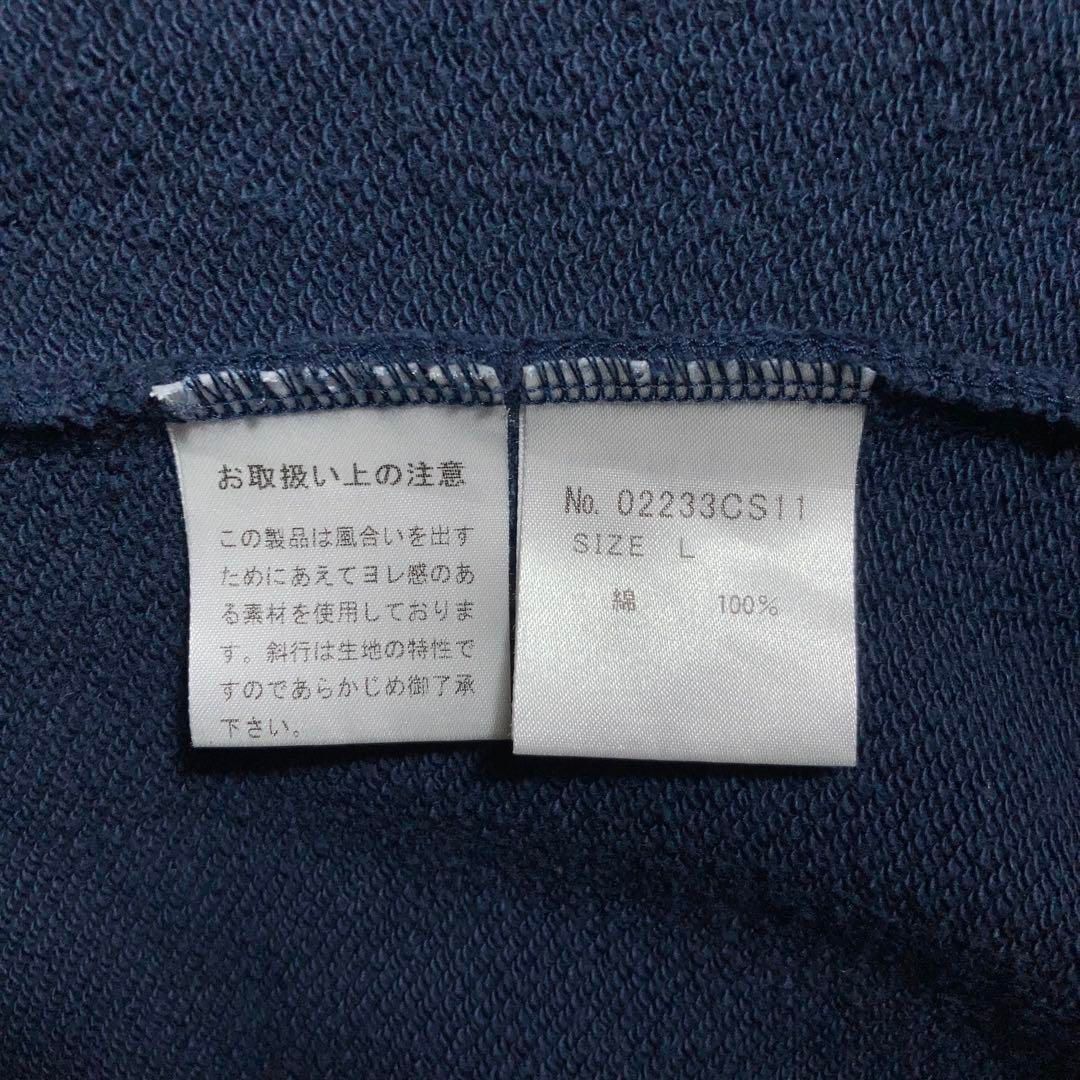 お取扱い上の注意
この製品は風合いを出す
ためにあえてヨレ感のあ
る素材を使用しておりま
す。斜行は生地の特性で
すのであらかじめ御了承
下さい。
№. 02233CS11
SIZE L
綿 100%